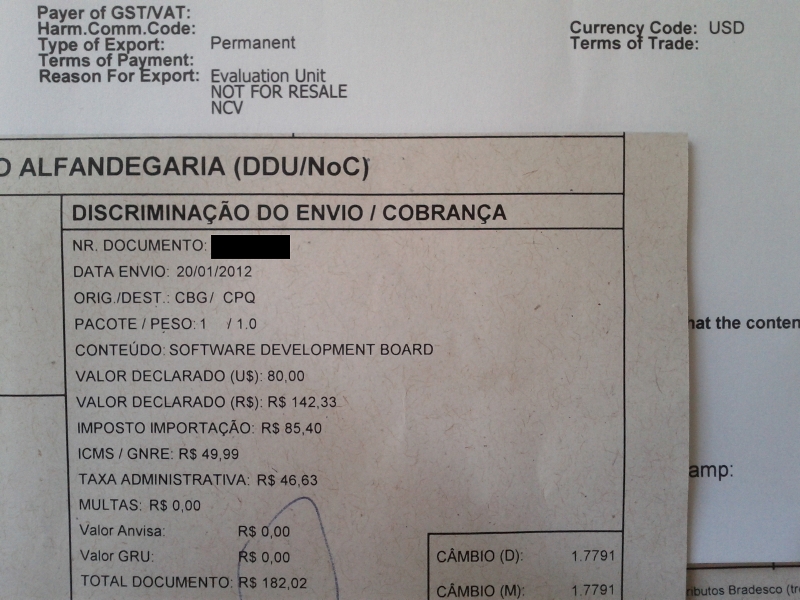 Payer of GST/VAT:
Harm.Comm.Code:
Type of Export: Permanent
Terms of Payment:
Reason For Export: Evaluation Unit
NOT FOR RESALE
NCV
Currency Code: USD
Terms of Trade:
O ALFANDEGARIA (DDU/NoC)
DISCRIMINAÇÃO DO ENVIO / COBRANÇA
NR. DOCUMENTO:
DATA ENVIO: 20/01/2012
ORIG./DEST.: CBG/ CPQ
PACOTE / PESO: 1 / 1.0
CONTEÚDO: SOFTWARE DEVELOPMENT BOARD
VALOR DECLARADO (U$): 80,00
VALOR DECLARADO (R$): R$ 142,33
IMPOSTO IMPORTAÇÃO: R$ 85,40
ICMS / GNRE: R$ 49,99
TAXA ADMINISTRATIVA: R$ 46,63
MULTAS: R$ 0,00
Valor Anvisa: R$ 0,00
Valor GRU: R$ 0,00
TOTAL DOCUMENTO: R$ 182,02
CÂMBIO (D): 1.7791
CÂMBIO (M): 1.7791
hat the conten
amp:
ributos Bradesco (tr